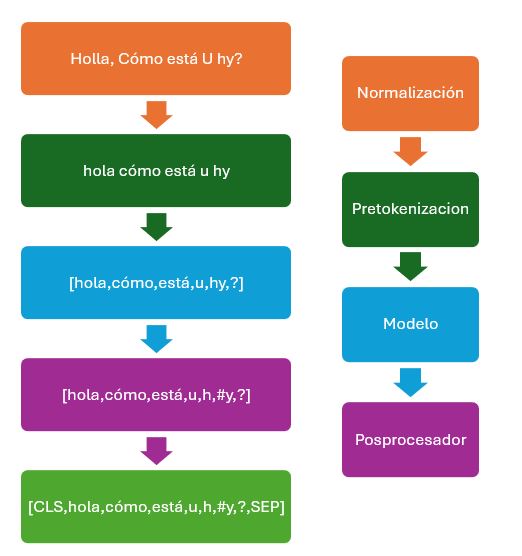 Holla, Cómo está U hy?
hola cómo está u hy
[hola,cómo,está,u,hy,?]
[hola,cómo,está,u,h,#y,?]
[CLS,hola,cómo,está,u,h,#y,?,SEP]
Normalización
Pretokenizacion
Modelo
Posprocesador